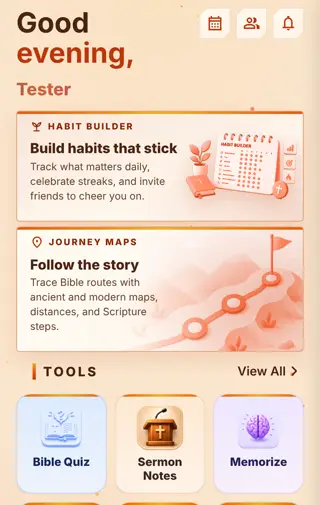 Good
evening,
Tester
HABIT BUILDER
Build habits that stick
Track what matters daily,
celebrate streaks, and invite
friends to cheer you on.
HABIT BUILDER
JOURNEY MAPS
Follow the story
Trace Bible routes with
ancient and modern maps,
distances, and Scripture
steps.
TOOLS
View All
Bible Quiz
Sermon
Notes
Memorize